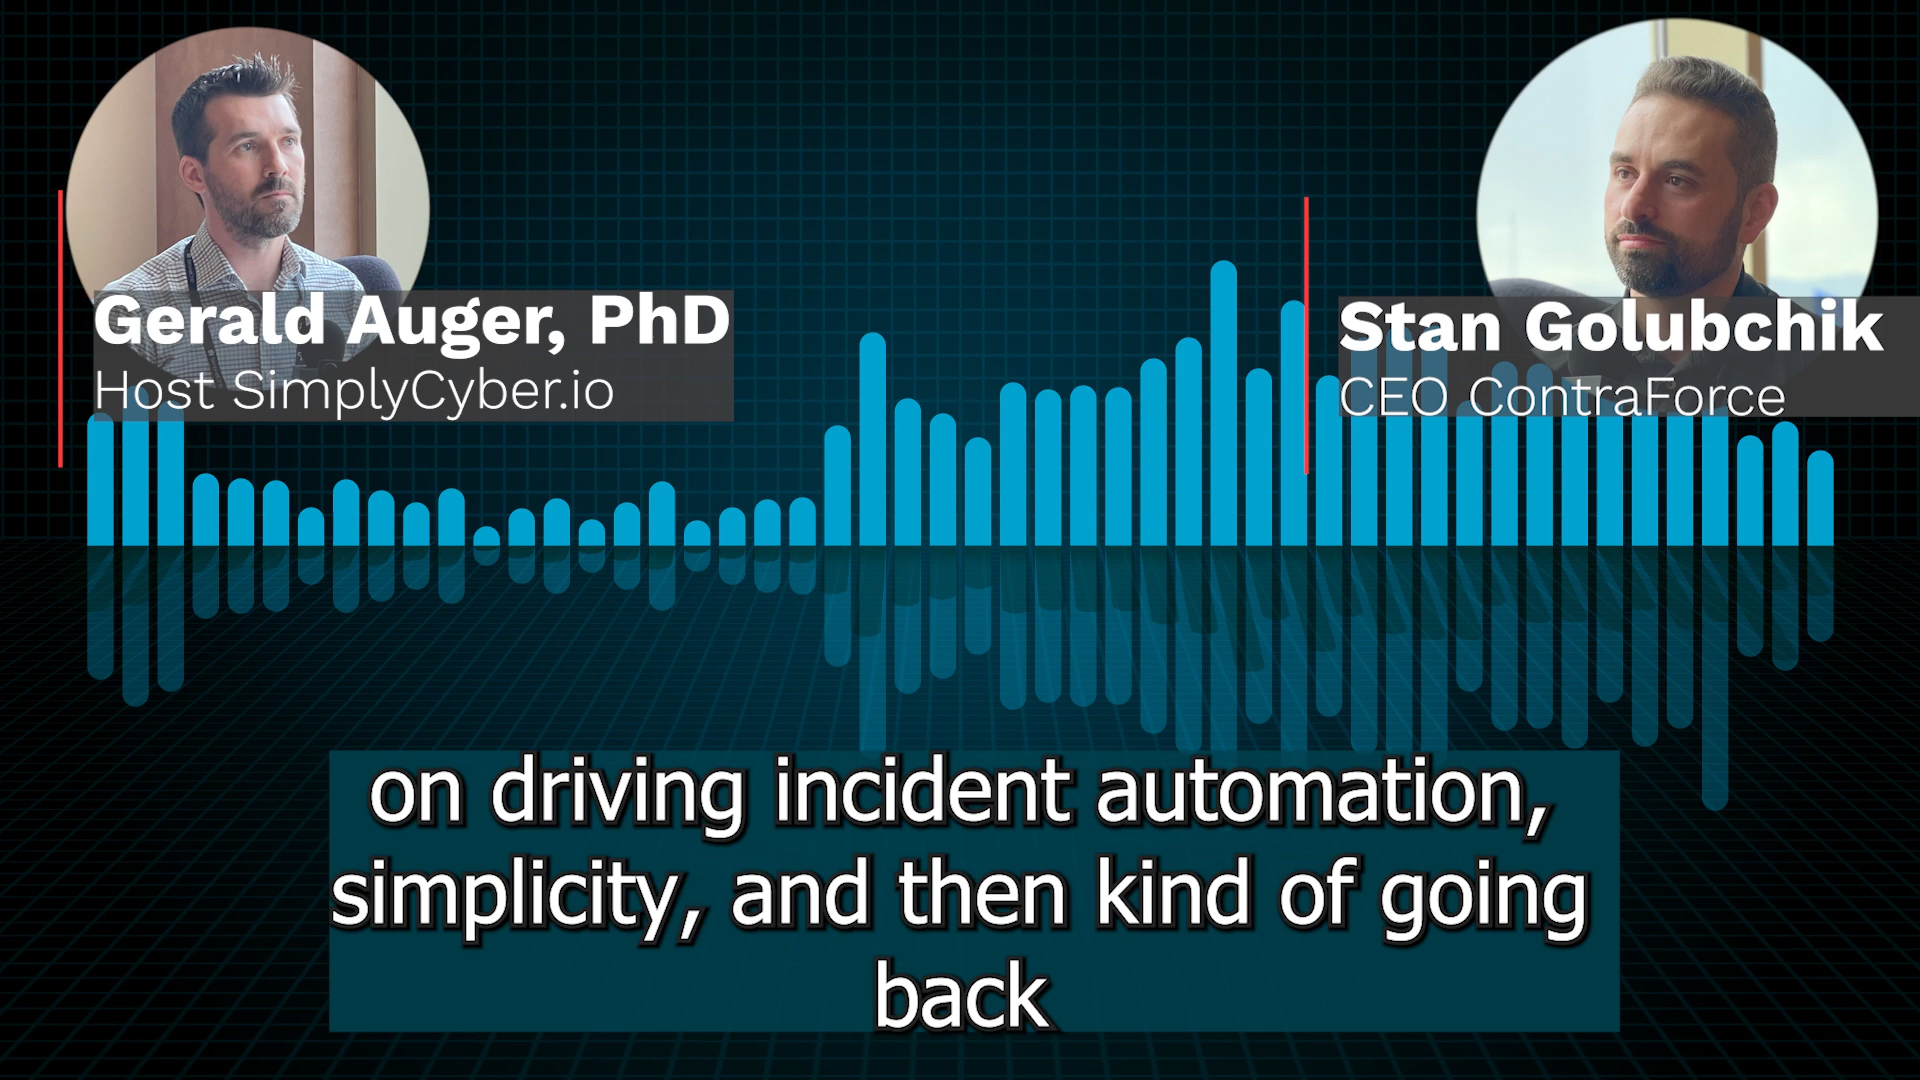 Gerald Auger, PhD
Host SimplyCyber.io
Stan Golubchik
CEO ContraForce
on driving incident automation,
simplicity, and then kind of going
back